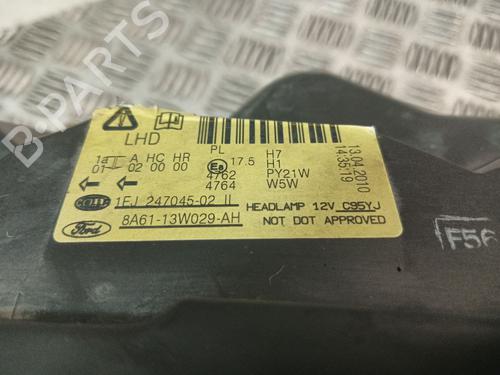 B-PARTS
LHD
PL
H7
1a A HC HR
E8 17.5
H1
01 02 00 00
4762
PY21W
4764
W5W
13.04.2010
14:35:19
HELLA
1EJ 247045-02 II
HEADLAMP 12V C95YJ
Ford
8A61-13W029-AH
NOT DOT APPROVED
F56